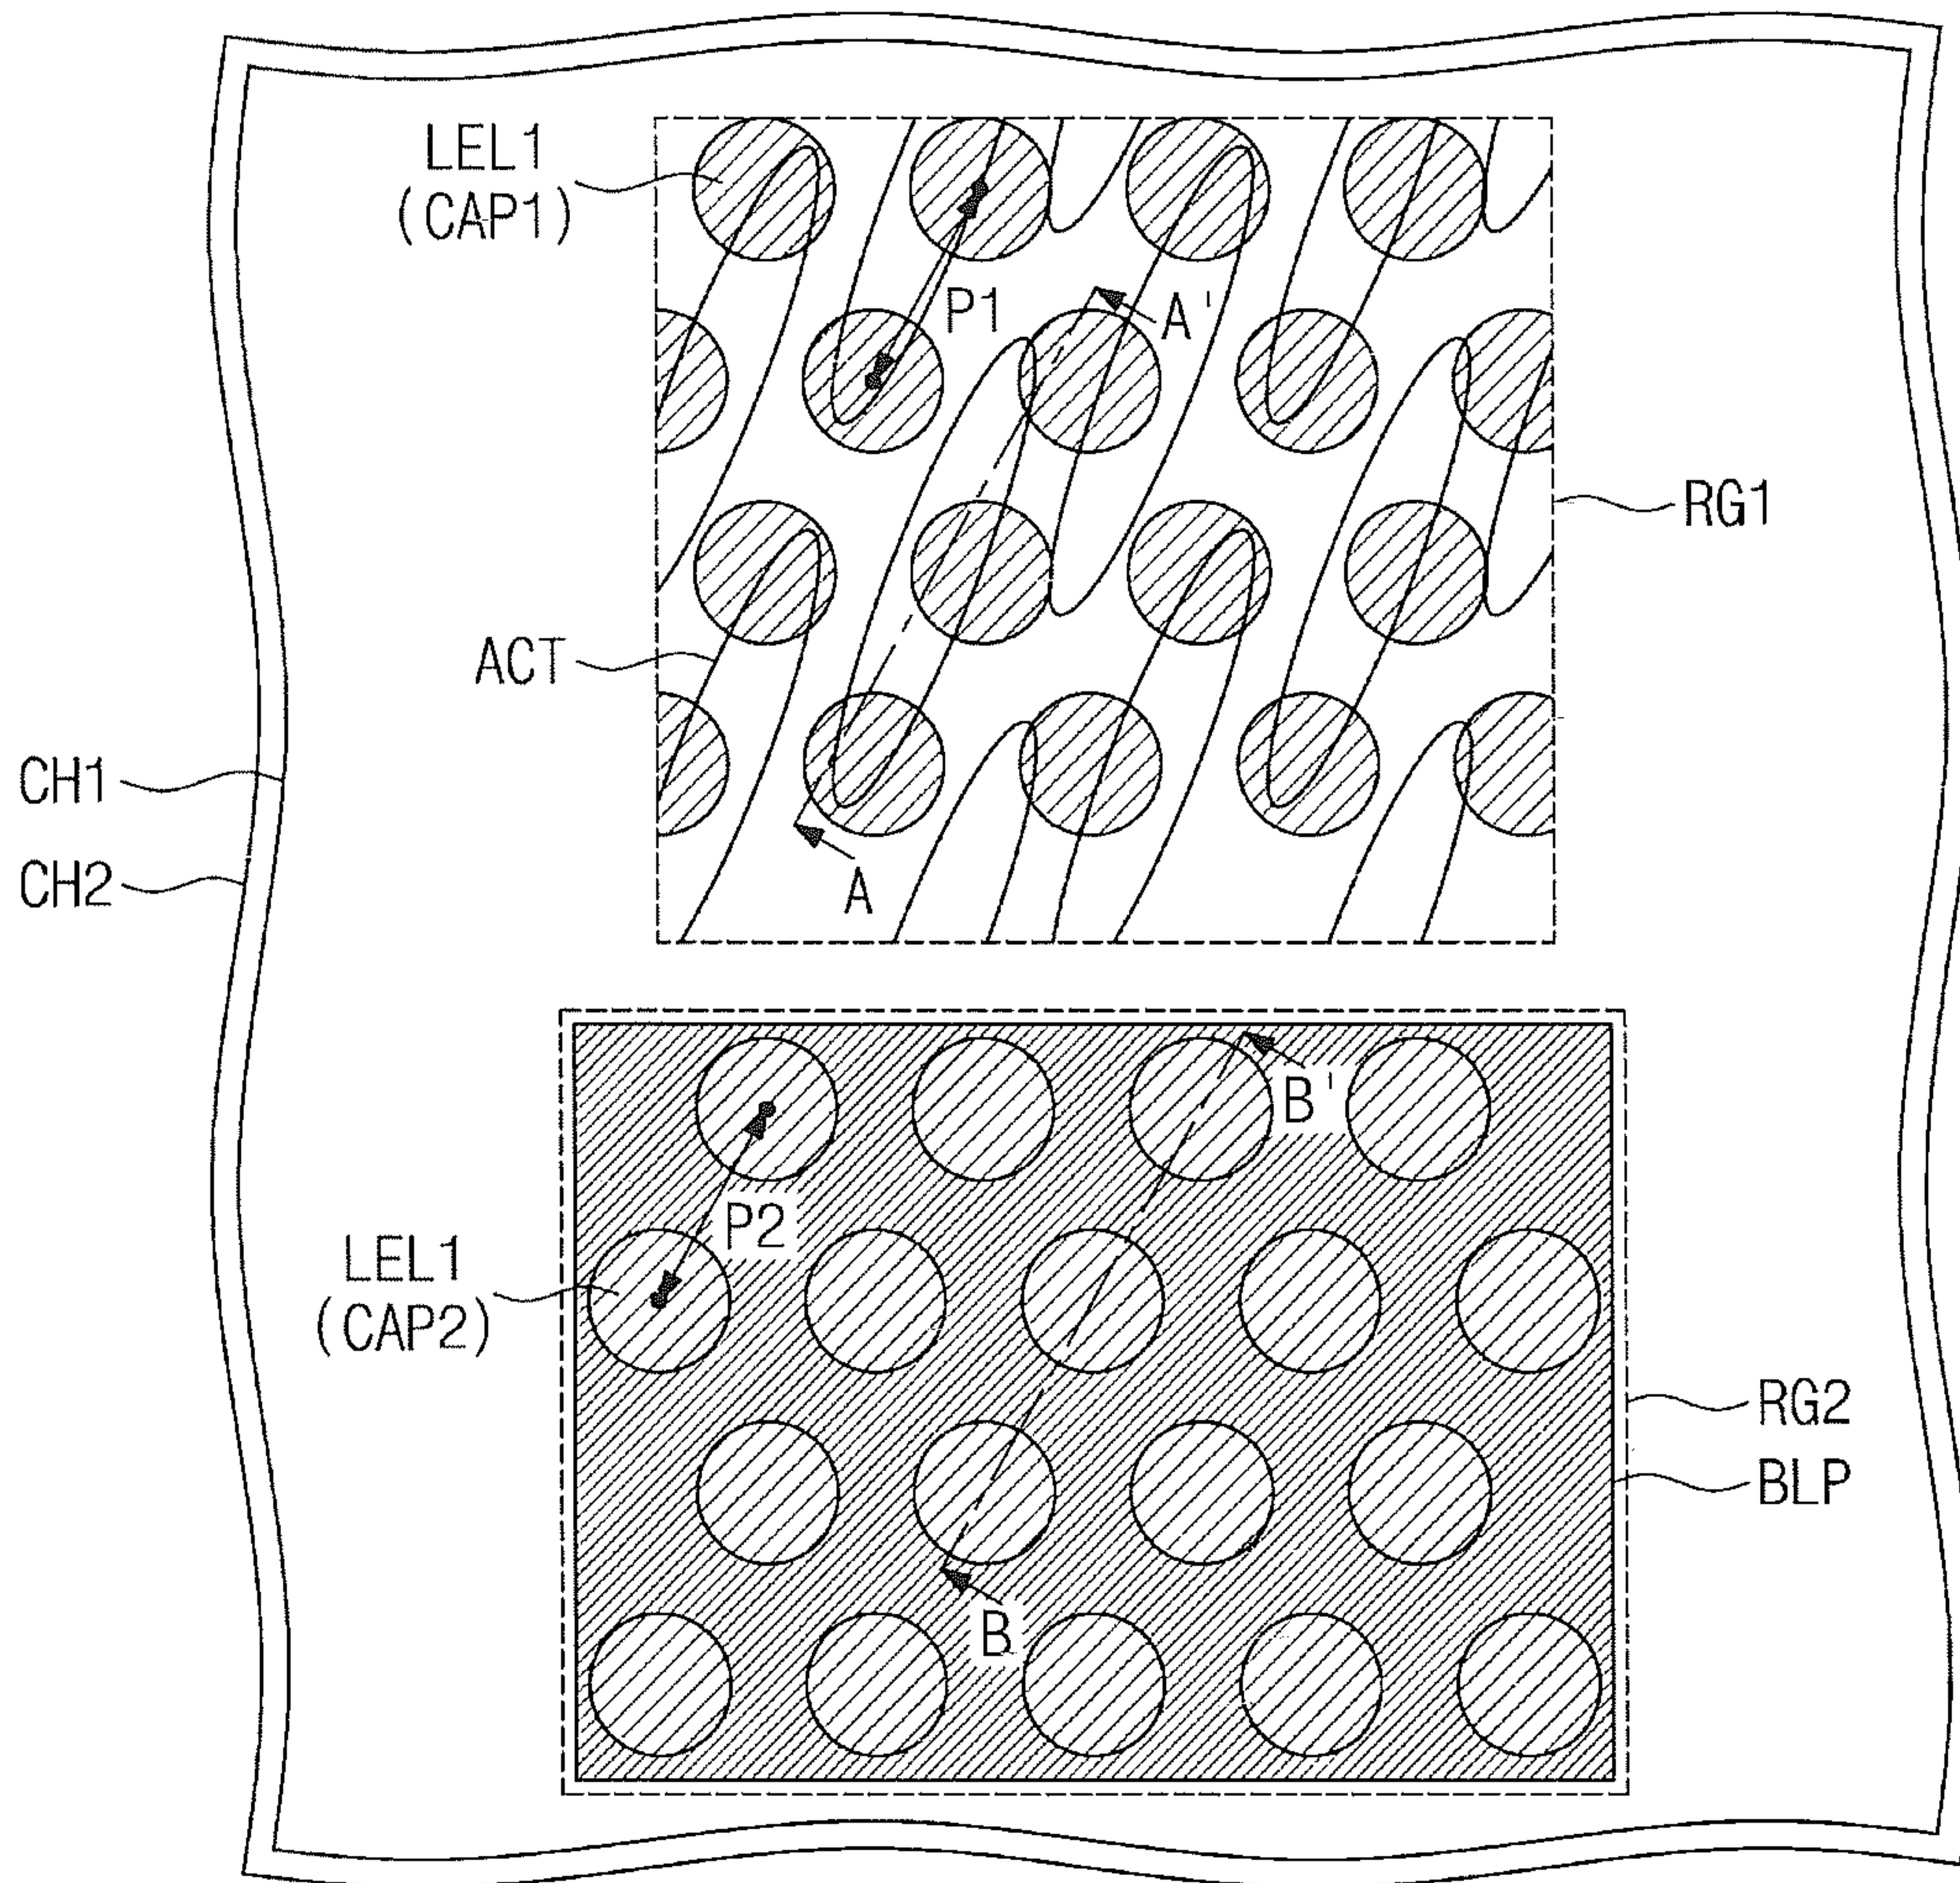 LEL1
(CAP1)
P1
A'
RG1
ACT
CH1
CH2
A
B'
P2
LEL1
(CAP2)
RG2
BLP
B